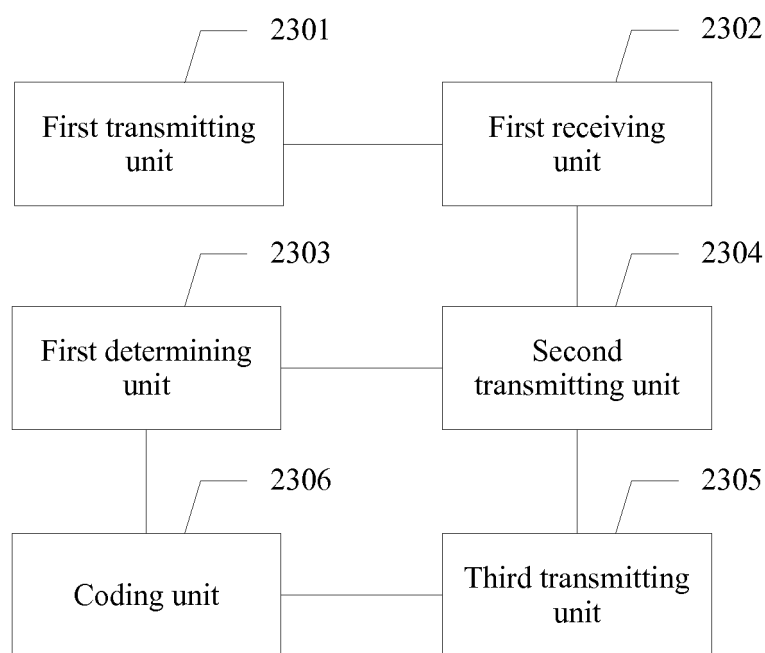 2301
2302
First transmitting
unit
First receiving
unit
2303
2304
First determining
unit
Second
transmitting unit
2306
2305
Coding unit
Third transmitting
unit